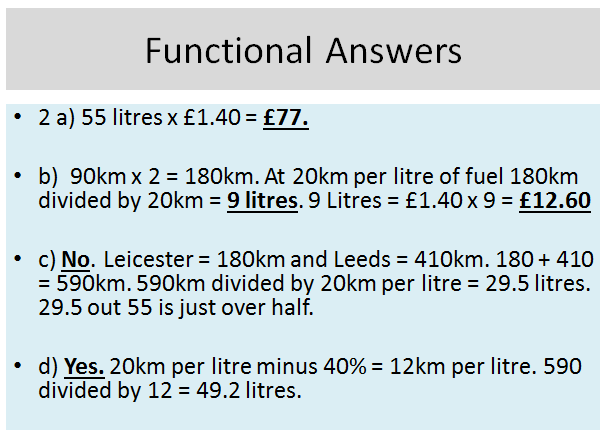 Functional Answers
• 2 a) 55 litres x £1.40 = £77.
• b) 90km x 2 = 180km. At 20km per litre of fuel 180km
divided by 20km = 9 litres. 9 Litres = £1.40 x 9 = £12.60
• c) No. Leicester = 180km and Leeds = 410km. 180 + 410
= 590km. 590km divided by 20km per litre = 29.5 litres.
29.5 out 55 is just over half.
• d) Yes. 20km per litre minus 40% = 12km per litre. 590
divided by 12 = 49.2 litres.